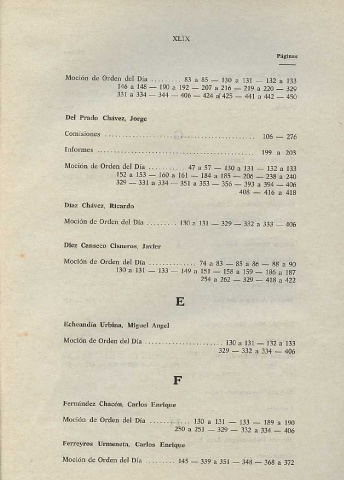 XLIX
Páginas
Moción de Orden del Día ......... 83 a 85 — 130 a 131 — 132 a 133
146 a 148 — 190 a 192 — 207 a 216 — 219 a 220 — 329
331 a 334 — 344 — 406 — 424 a 425 — 441 a 442 — 450
Del Prado Chávez, Jorge
Comisiones ............................................. 106 — 276
Informes ............................................... 199 a 203
Moción de Orden del Día ........... 47 a 57 — 130 a 131 — 132 a 133
152 a 153 — 160 a 161 — 184 a 185 — 206 — 238 a 240
329 — 331 a 334 — 351 a 353 — 356 — 393 a 394 — 406
408 — 416 a 418
Díaz Chávez, Ricardo
Moción de Orden del Día ......... 130 a 131 — 329 — 332 a 333 — 406
Díez Canseco Cisneros, Javier
Moción de Orden del Día .............. 74 a 83 — 85 a 86 — 88 a 90
130 a 131 — 133 — 149 a 151 — 158 a 159 — 186 a 187
254 a 262 — 329 — 418 a 422
E
Echeandía Urbina, Miguel Angel
Moción de Orden del Día ...................... 130 a 131 — 132 a 133
329 — 332 a 334 — 406
F
Fernández Chacón, Carlos Enrique
Moción de Orden del Día ............ 130 a 131 — 133 — 189 a 190
250 a 251 — 329 — 332 a 334 — 406
Ferreyros Urmeneta, Carlos Enrique
Moción de Orden del Día .......... 145 — 339 a 351 — 348 — 368 a 372